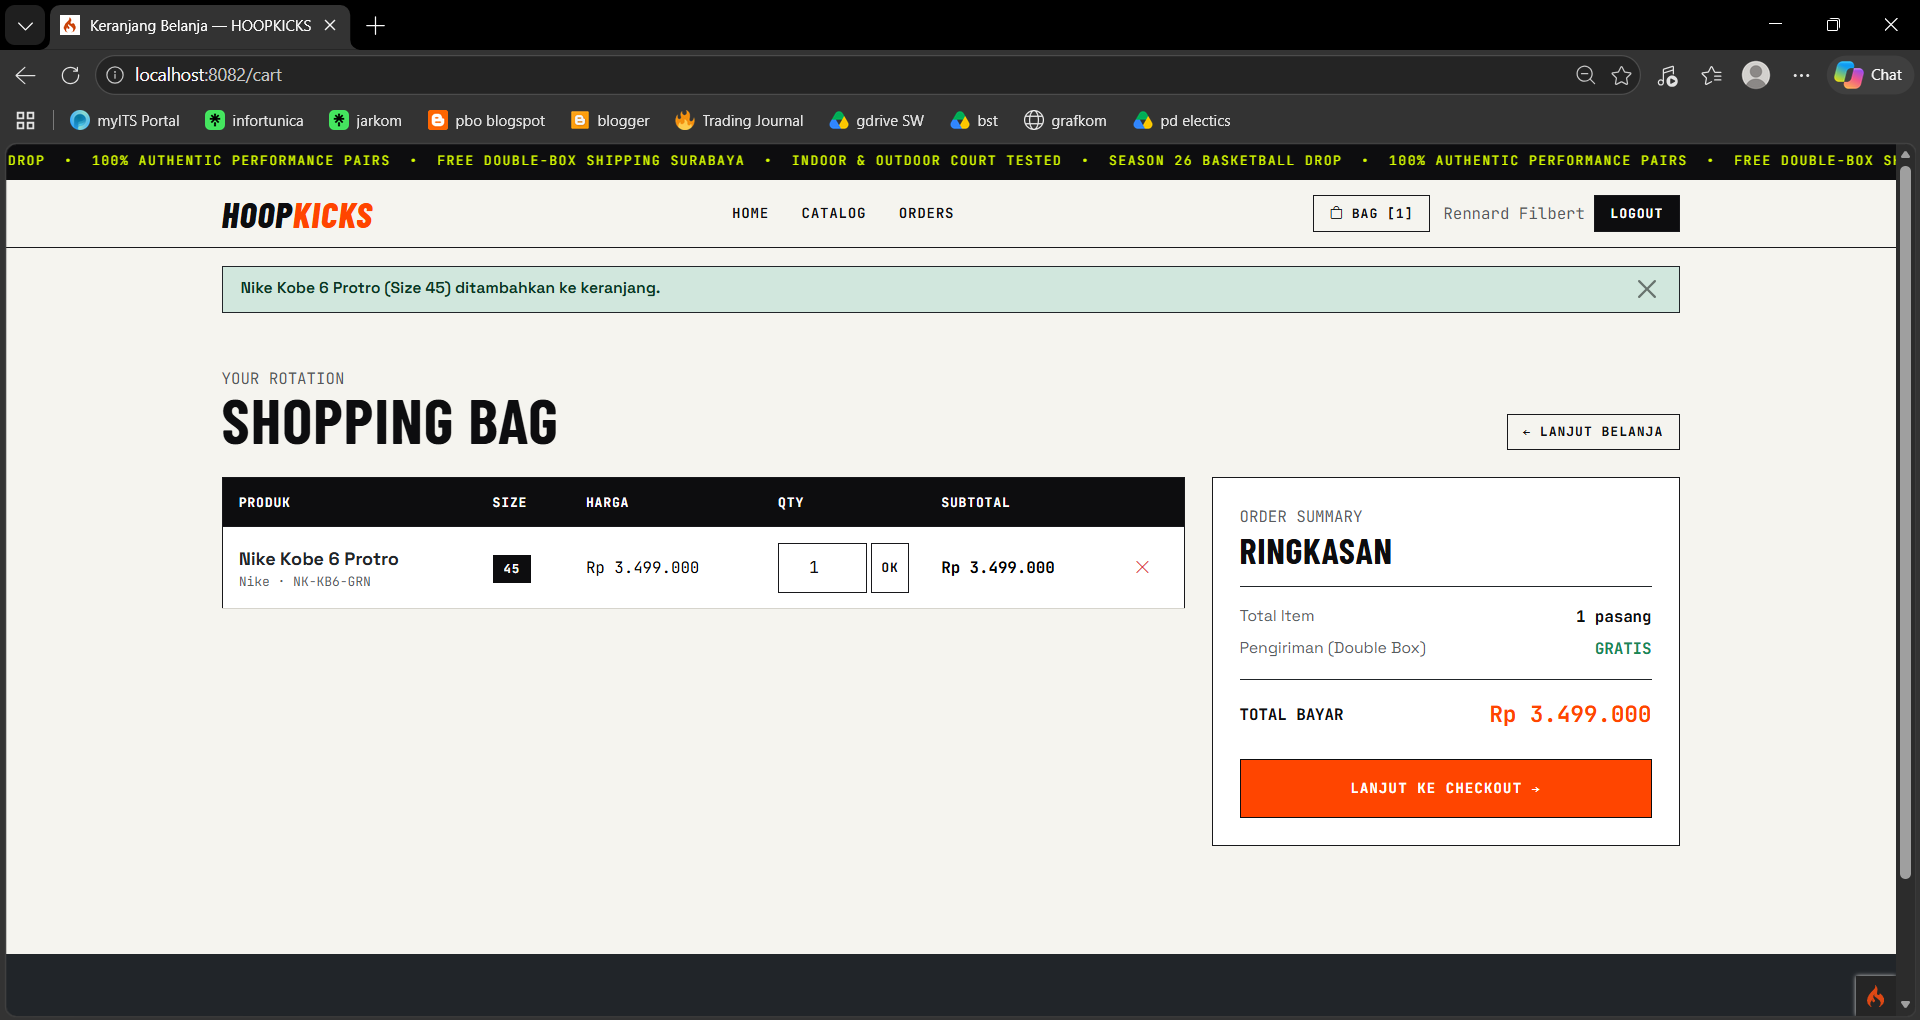 Keranjang Belanja — HOOPKICKS
localhost:8082/cart
Chat
myITS Portal
infortunica
jarkom
pbo blogspot
blogger
Trading Journal
gdrive SW
bst
grafkom
pd electics
DROP • 100% AUTHENTIC PERFORMANCE PAIRS • FREE DOUBLE-BOX SHIPPING SURABAYA • INDOOR & OUTDOOR COURT TESTED • SEASON 26 BASKETBALL DROP • 100% AUTHENTIC PERFORMANCE PAIRS • FREE DOUBLE-BOX SH
HOOPKICKS
HOME CATALOG ORDERS
BAG [1] Rennard Filbert LOGOUT
Nike Kobe 6 Protro (Size 45) ditambahkan ke keranjang.
YOUR ROTATION
SHOPPING BAG
← LANJUT BELANJA
PRODUK SIZE HARGA QTY SUBTOTAL
Nike Kobe 6 Protro 45 Rp 3.499.000 1 OK Rp 3.499.000
Nike · NK-KB6-GRN
ORDER SUMMARY
RINGKASAN
Total Item 1 pasang
Pengiriman (Double Box) GRATIS
TOTAL BAYAR Rp 3.499.000
LANJUT KE CHECKOUT →